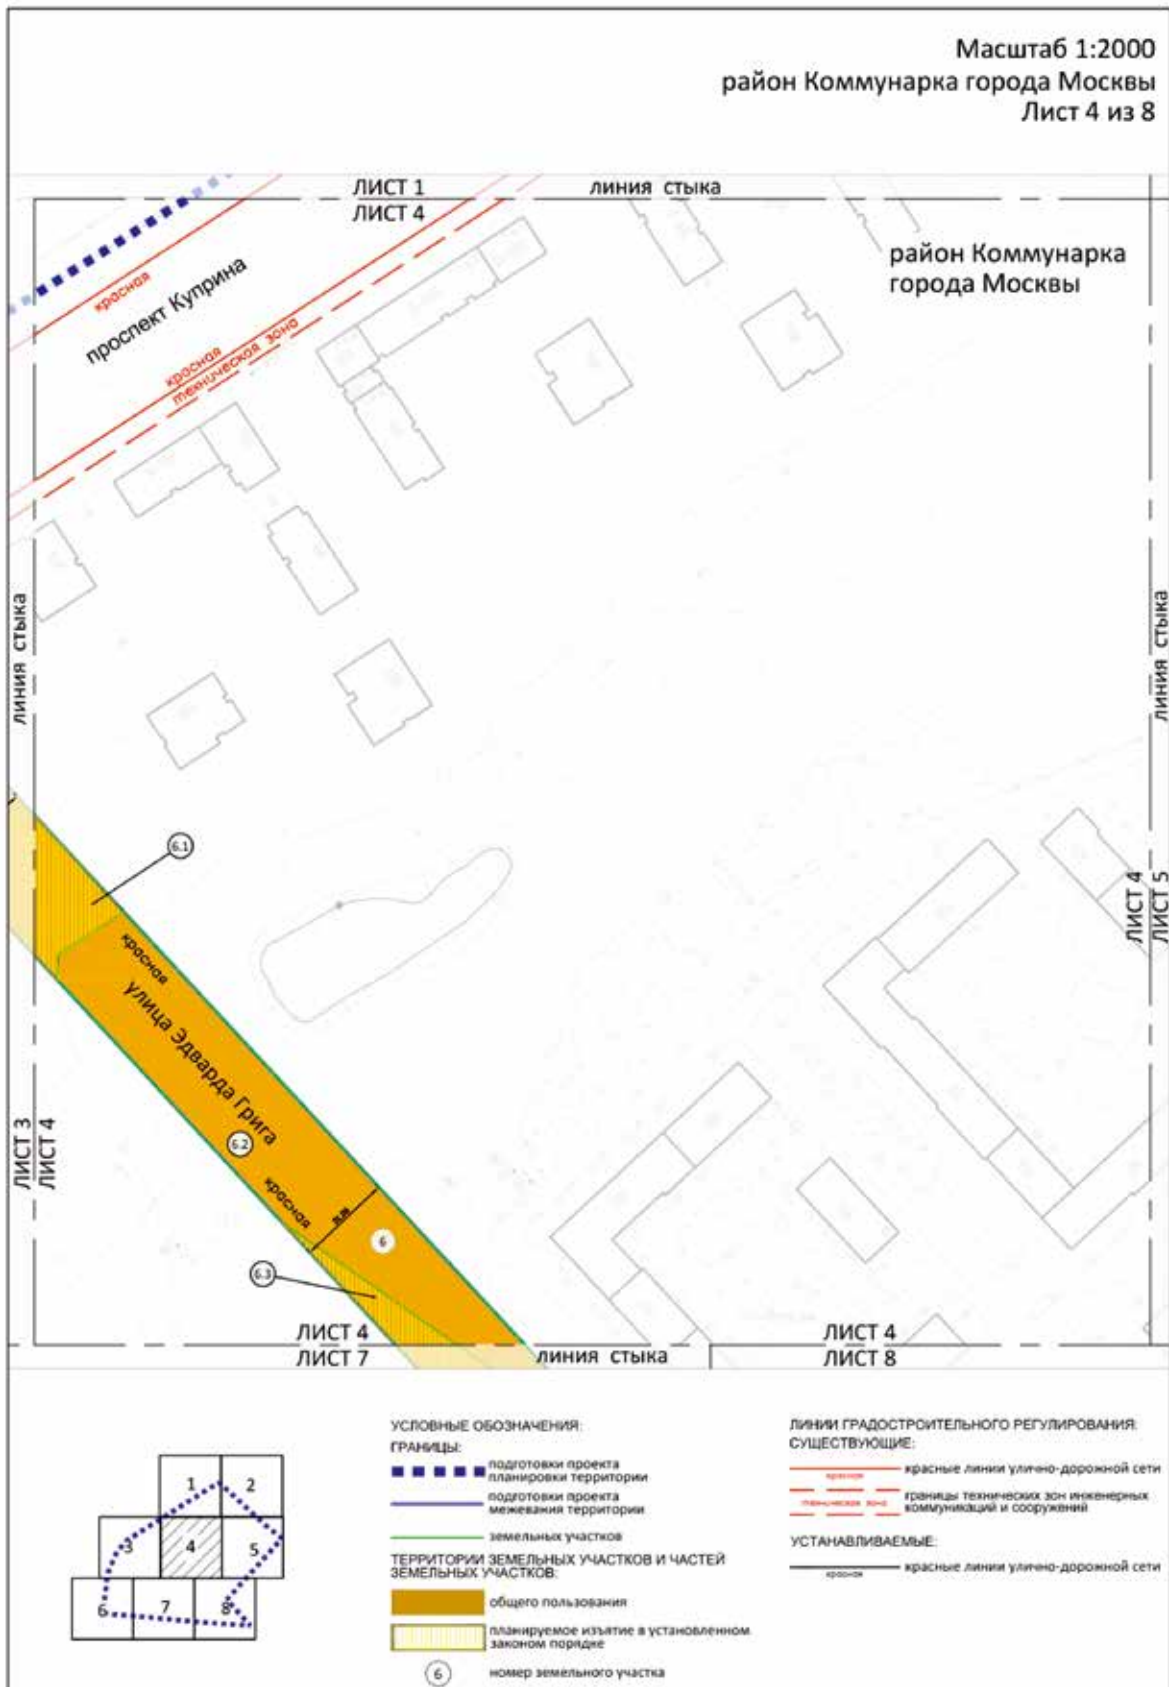 Масштаб 1:2000
район Коммунарка города Москвы
Лист 4 из 8
ЛИСТ 1
линия стыка
ЛИСТ 4
район Коммунарка
города Москвы
красная
проспект Куприна
красная
техническая зона
линия стыка
линия стыка
6.1
красная
улица Эдварда Грига
6.2
красная
6
6.3
ЛИСТ 3
ЛИСТ 4
ЛИСТ 4
ЛИСТ 5
ЛИСТ 4
ЛИСТ 7
линия стыка
ЛИСТ 4
ЛИСТ 8
1
2
3
4
5
6
7
8
УСЛОВНЫЕ ОБОЗНАЧЕНИЯ:
ГРАНИЦЫ:
подготовки проекта
планировки территории
подготовки проекта
межевания территории
земельных участков
ТЕРРИТОРИИ ЗЕМЕЛЬНЫХ УЧАСТКОВ И ЧАСТЕЙ
ЗЕМЕЛЬНЫХ УЧАСТКОВ:
общего пользования
планируемое изъятие в установленном
законом порядке
6
номер земельного участка
ЛИНИИ ГРАДОСТРОИТЕЛЬНОГО РЕГУЛИРОВАНИЯ:
СУЩЕСТВУЮЩИЕ:
красная
красные линии улично-дорожной сети
техническая зона
границы технических зон инженерных
коммуникаций и сооружений
УСТАНАВЛИВАЕМЫЕ:
красная
красные линии улично-дорожной сети